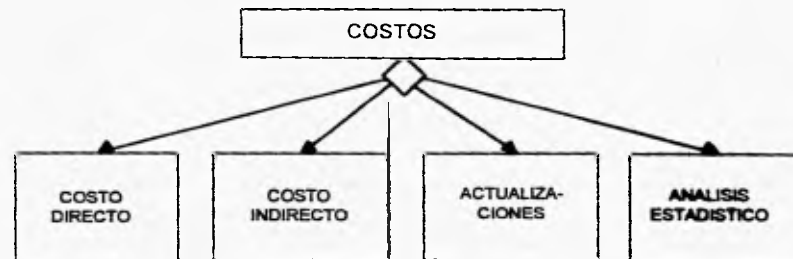 COSTOS
COSTO
DIRECTO
COSTO
INDIRECTO
ACTUALIZA-
CIONES
ANALISIS
ESTADISTICO